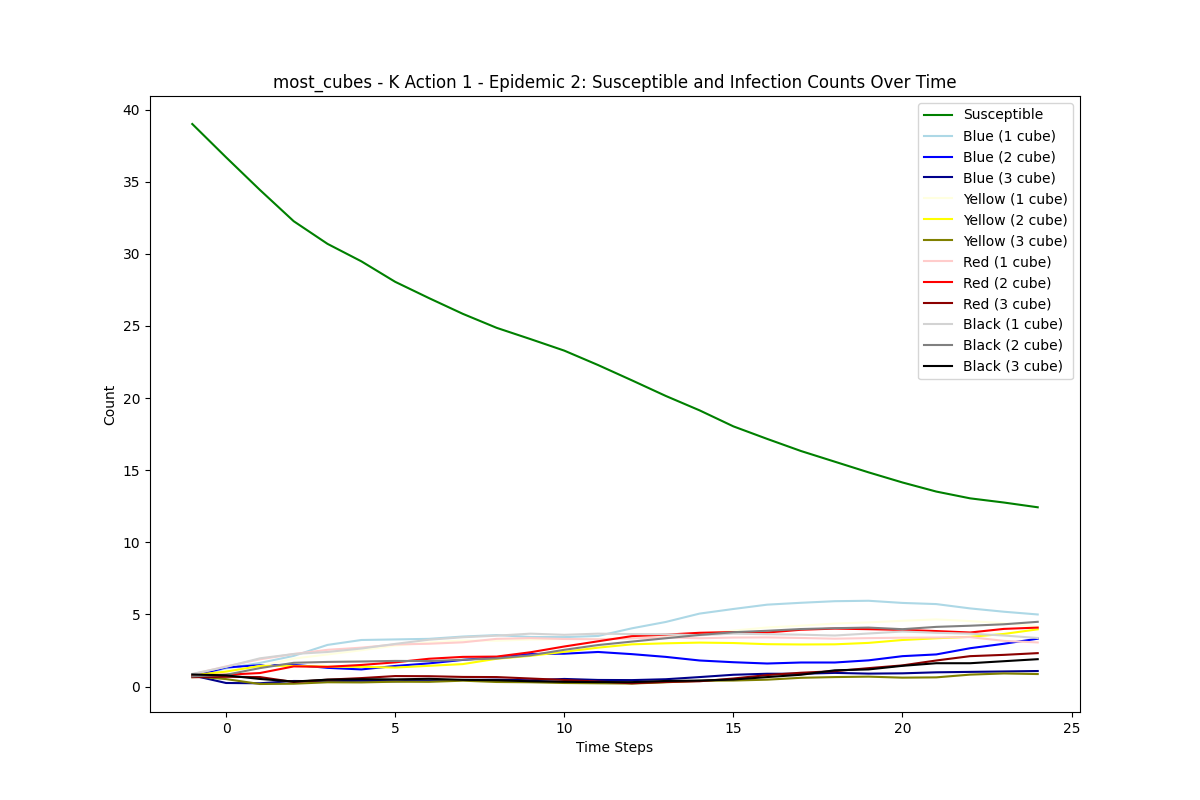 most_cubes - K Action 1 - Epidemic 2: Susceptible and Infection Counts Over Time
40
35
30
25
20
15
10
5
0
Count
Susceptible
Blue (1 cube)
Blue (2 cube)
Blue (3 cube)
Yellow (1 cube)
Yellow (2 cube)
Yellow (3 cube)
Red (1 cube)
Red (2 cube)
Red (3 cube)
Black (1 cube)
Black (2 cube)
Black (3 cube)
0 5 10 15 20 25
Time Steps